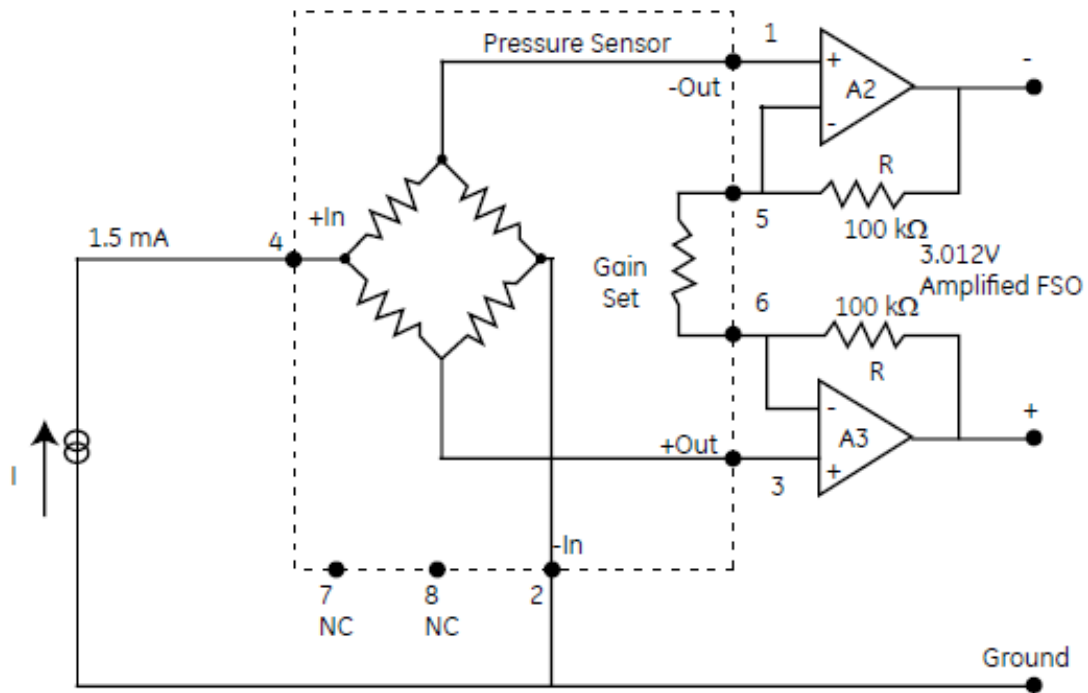 Pressure Sensor
1
-Out
+
A2
-
-
R
5
100 kΩ
+In
1.5 mA
4
3.012V
Amplified FSO
Gain
Set
6
100 kΩ
R
-
A3
+
+
+Out
3
I
-In
7
8
2
NC
NC
Ground